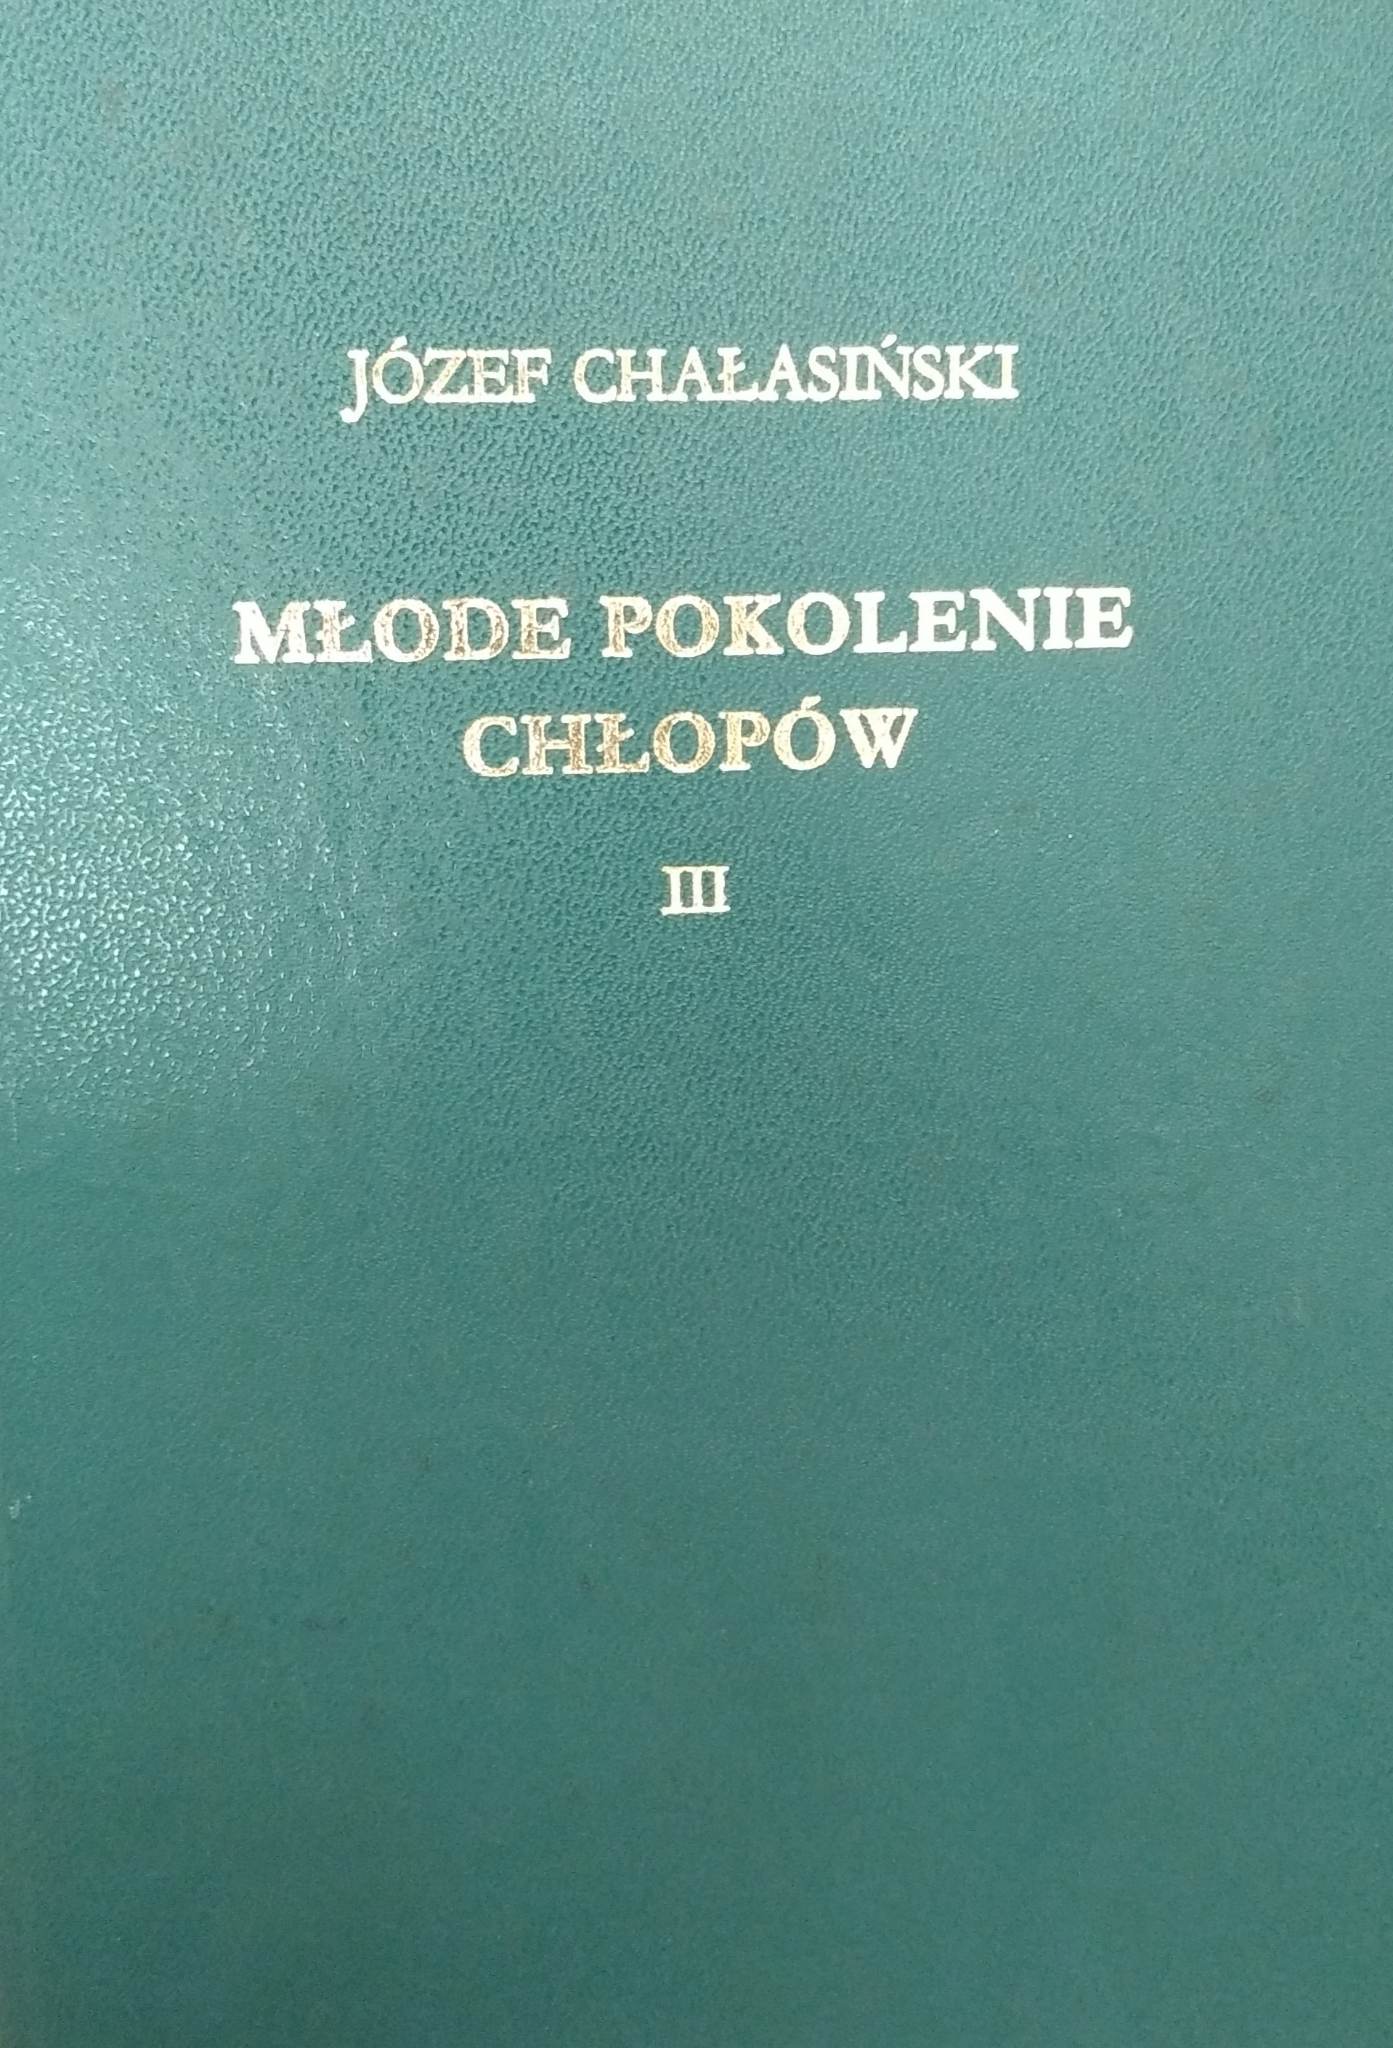 JÓZEF CHAŁASIŃSKI
MŁODE POKOLENIE
CHŁOPÓW
III